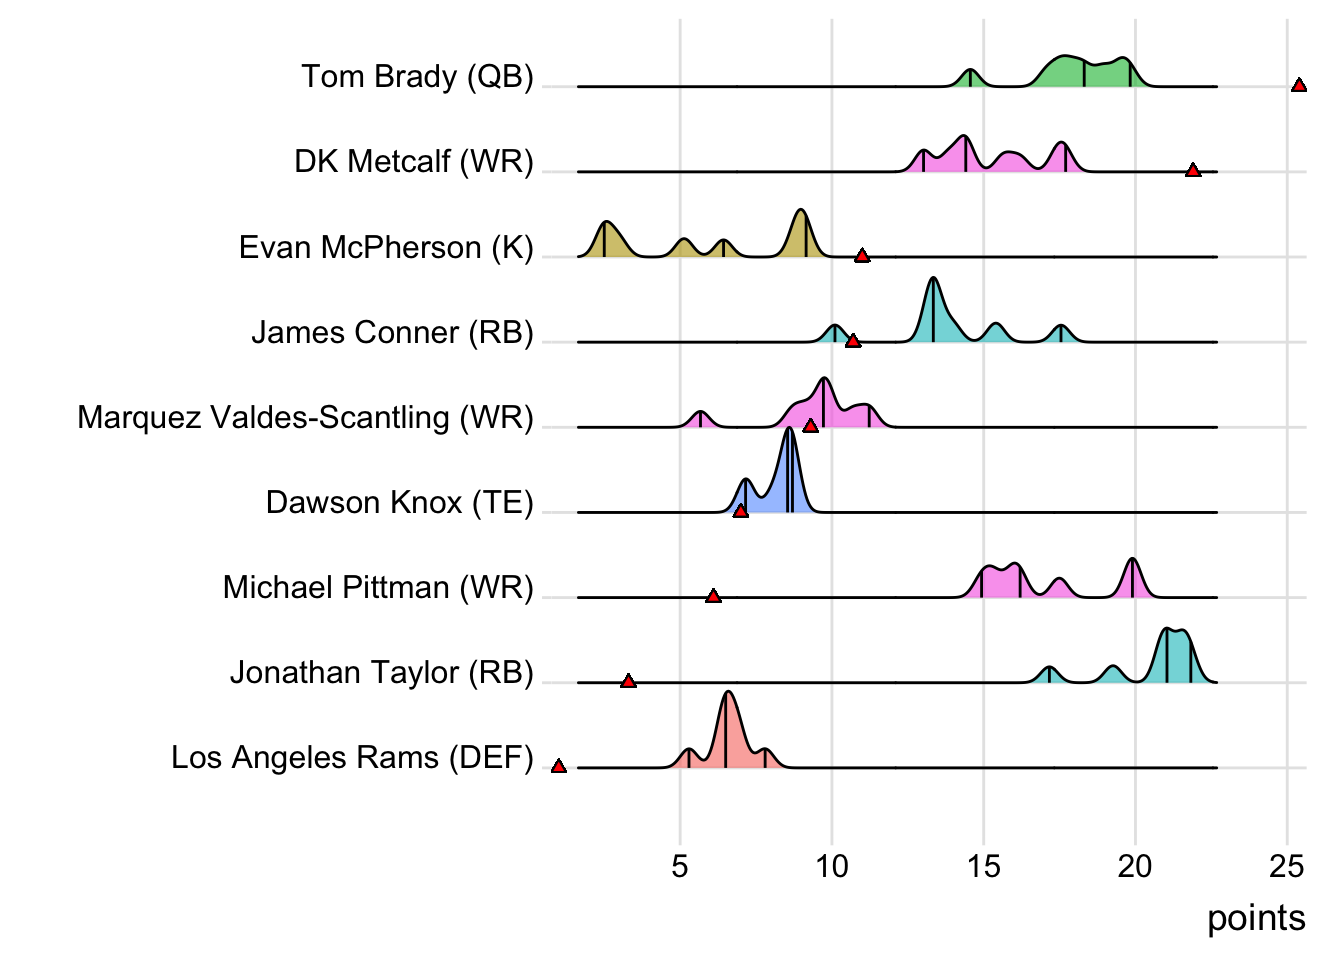 Tom Brady (QB)
DK Metcalf (WR)
Evan McPherson (K)
James Conner (RB)
Marquez Valdes-Scantling (WR)
Dawson Knox (TE)
Michael Pittman (WR)
Jonathan Taylor (RB)
Los Angeles Rams (DEF)
5 10 15 20 25
points